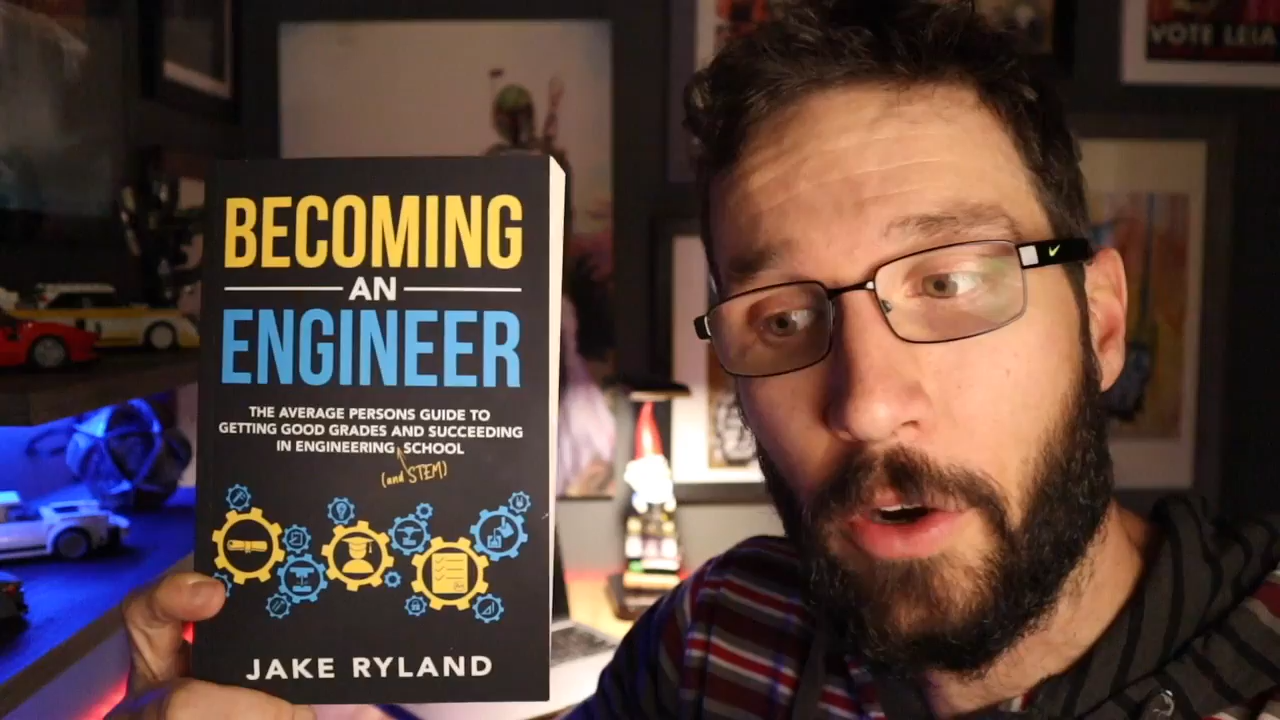 VOTE LEIA
BECOMING
AN
ENGINEER
THE AVERAGE PERSONS GUIDE TO
GETTING GOOD GRADES AND SUCCEEDING
IN ENGINEERING SCHOOL
(and STEM)
JAKE RYLAND